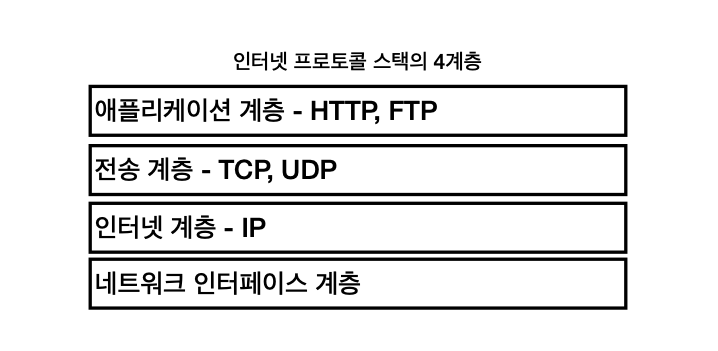 인터넷 프로토콜 스택의 4계층
애플리케이션 계층 - HTTP, FTP
전송 계층 - TCP, UDP
인터넷 계층 - IP
네트워크 인터페이스 계층